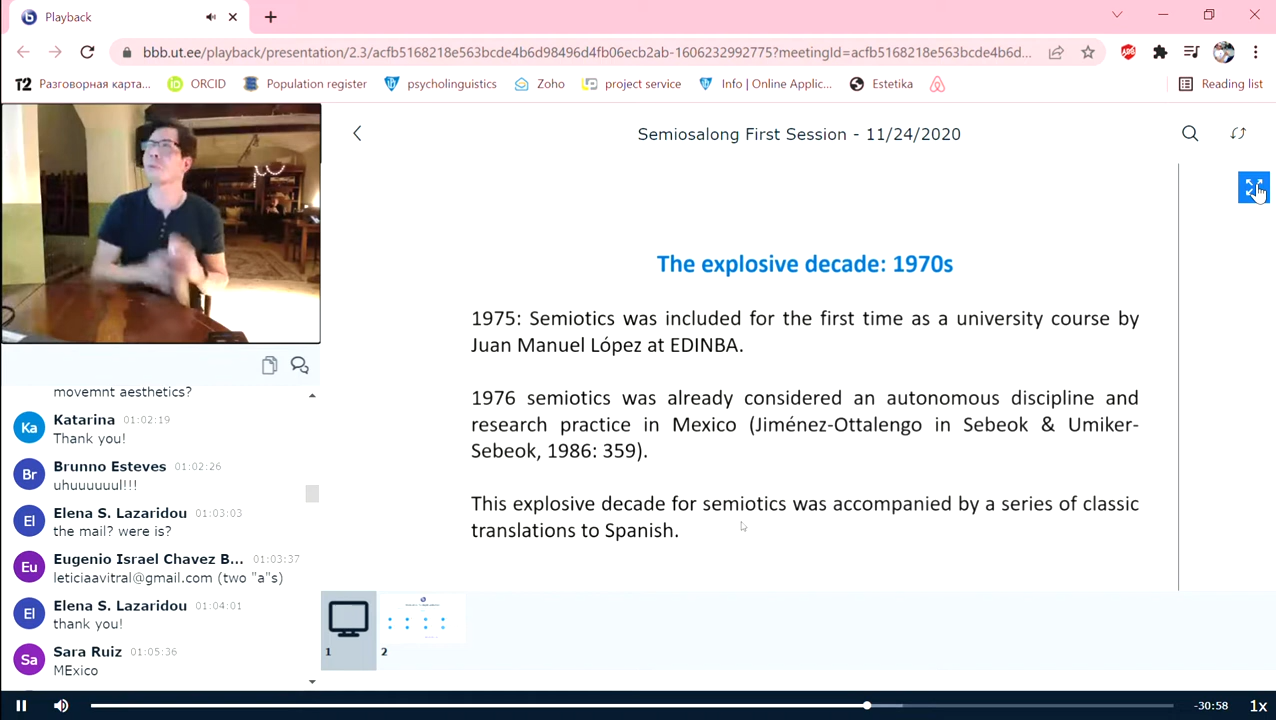 Playback
bbb.ut.ee/playback/presentation/2.3/acfb5168218e563bcde4b6d98496d4fb06ecb2ab-1606232992775?meetingId=acfb5168218e563bcde4b6d...
T2 Разговорная карта... ORCID Population register psycholinguistics Zoho project service Info | Online Applic... Estetika Reading list
Semiosalong First Session - 11/24/2020
The explosive decade: 1970s
1975: Semiotics was included for the first time as a university course by
Juan Manuel López at EDINBA.
1976 semiotics was already considered an autonomous discipline and
research practice in Mexico (Jiménez-Ottalengo in Sebeok & Umiker-
Sebeok, 1986: 359).
This explosive decade for semiotics was accompanied by a series of classic
translations to Spanish.
movemnt aesthetics?
Ka Katarina 01:02:19
Thank you!
Br Brunno Esteves 01:02:26
uhuuuuuul!!!
El Elena S. Lazaridou 01:03:03
the mail? were is?
Eu Eugenio Israel Chavez B... 01:03:37
leticiaavitral@gmail.com (two "a"s)
El Elena S. Lazaridou 01:04:01
thank you!
Sa Sara Ruiz 01:05:36
MExico
1
2
-30:58 1x